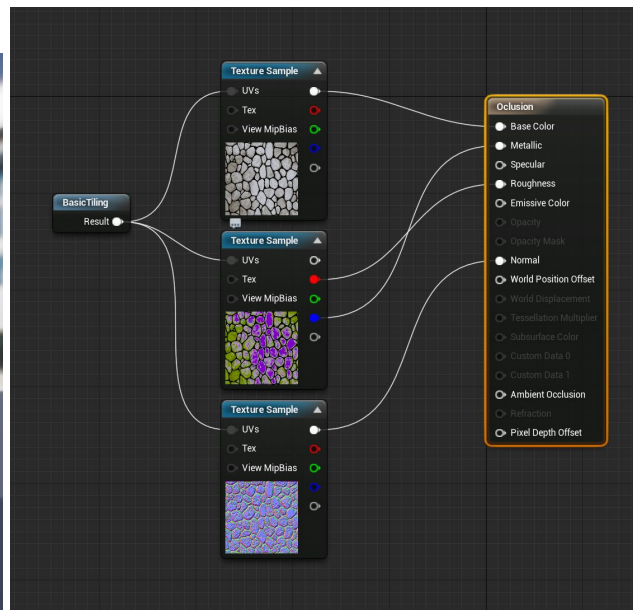 Texture Sample
UVs
Tex
View MipBias
BasicTiling
Result
Texture Sample
UVs
Tex
View MipBias
Texture Sample
UVs
Tex
View MipBias
Oclusion
Base Color
Metallic
Specular
Roughness
Emissive Color
Opacity
Opacity Mask
Normal
World Position Offset
World Displacement
Tessellation Multiplier
Subsurface Color
Custom Data 0
Custom Data 1
Ambient Occlusion
Refraction
Pixel Depth Offset